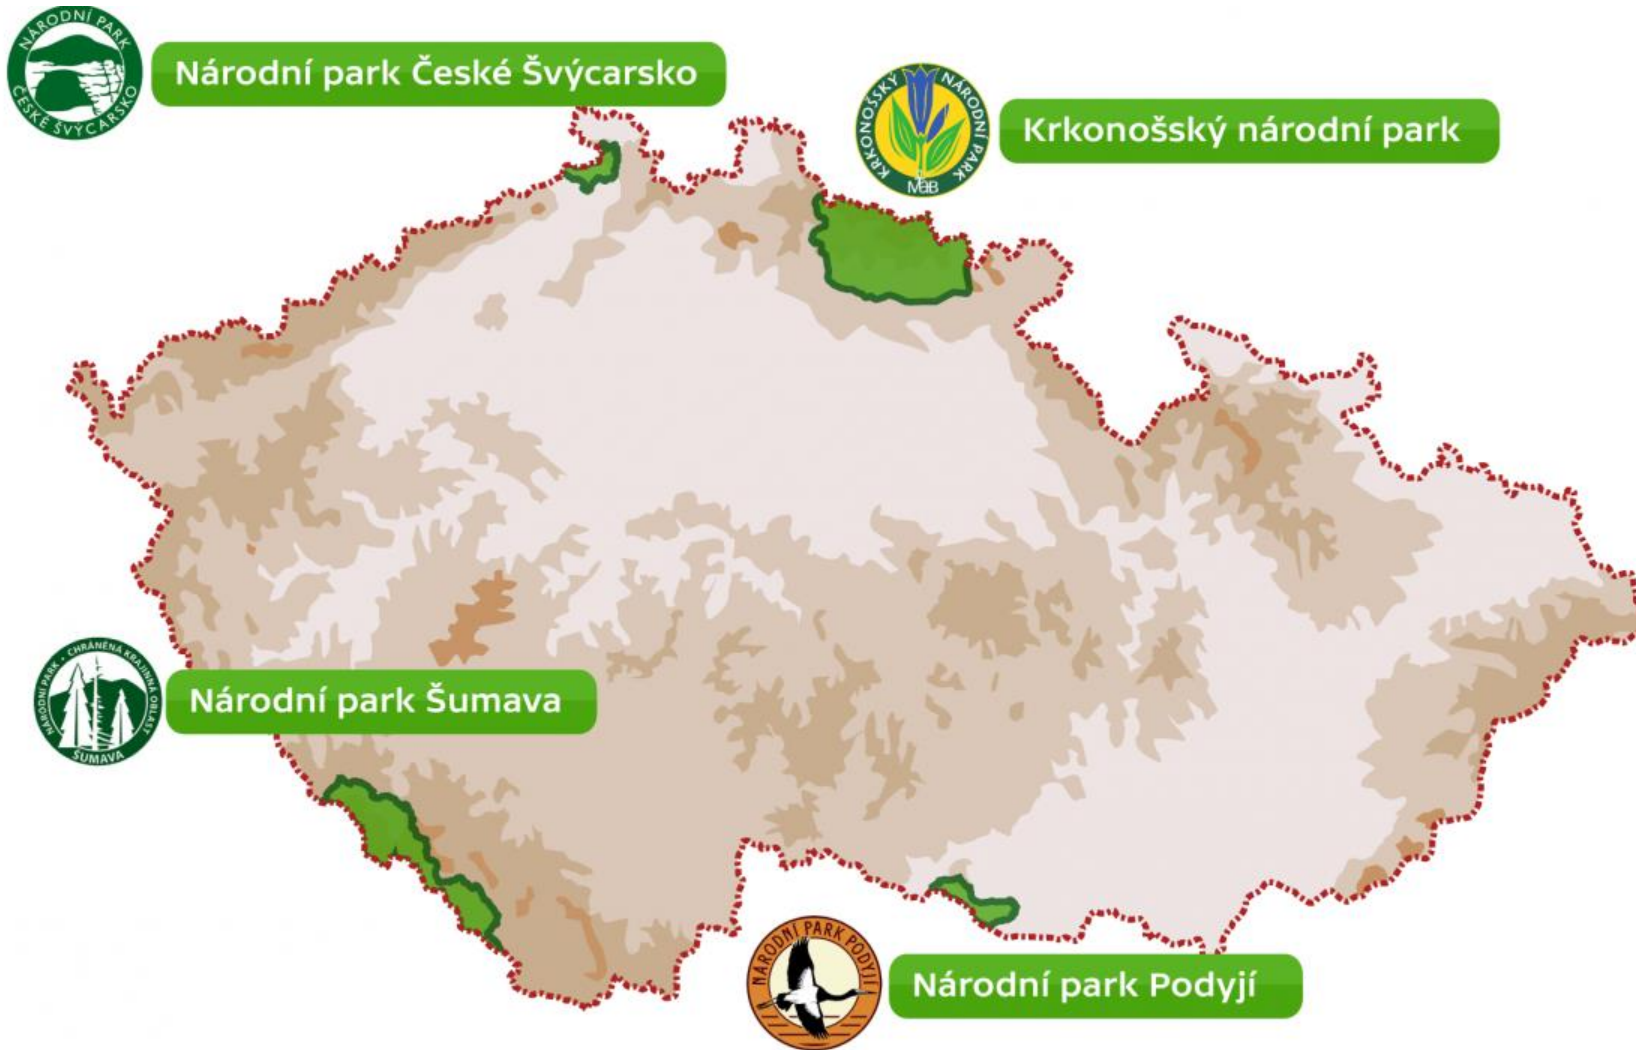 NÁRODNÍ PARK
ČESKÉ ŠVÝCARSKO
Národní park České Švýcarsko
KRKONOŠSKÝ NÁRODNÍ PARK
MaB
Krkonošský národní park
NÁRODNÍ PARK • CHRÁNĚNÁ KRAJINNÁ OBLAST
ŠUMAVA
Národní park Šumava
NÁRODNÍ PARK PODYJÍ
Národní park Podyjí